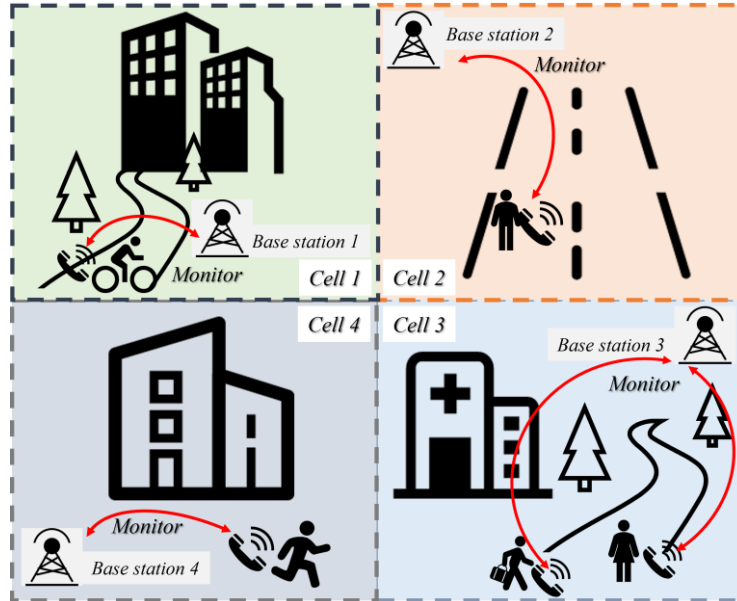 Base station 2
Monitor
Base station 1
Monitor
Cell 1
Cell 2
Cell 4
Cell 3
Base station 3
Monitor
Monitor
Base station 4